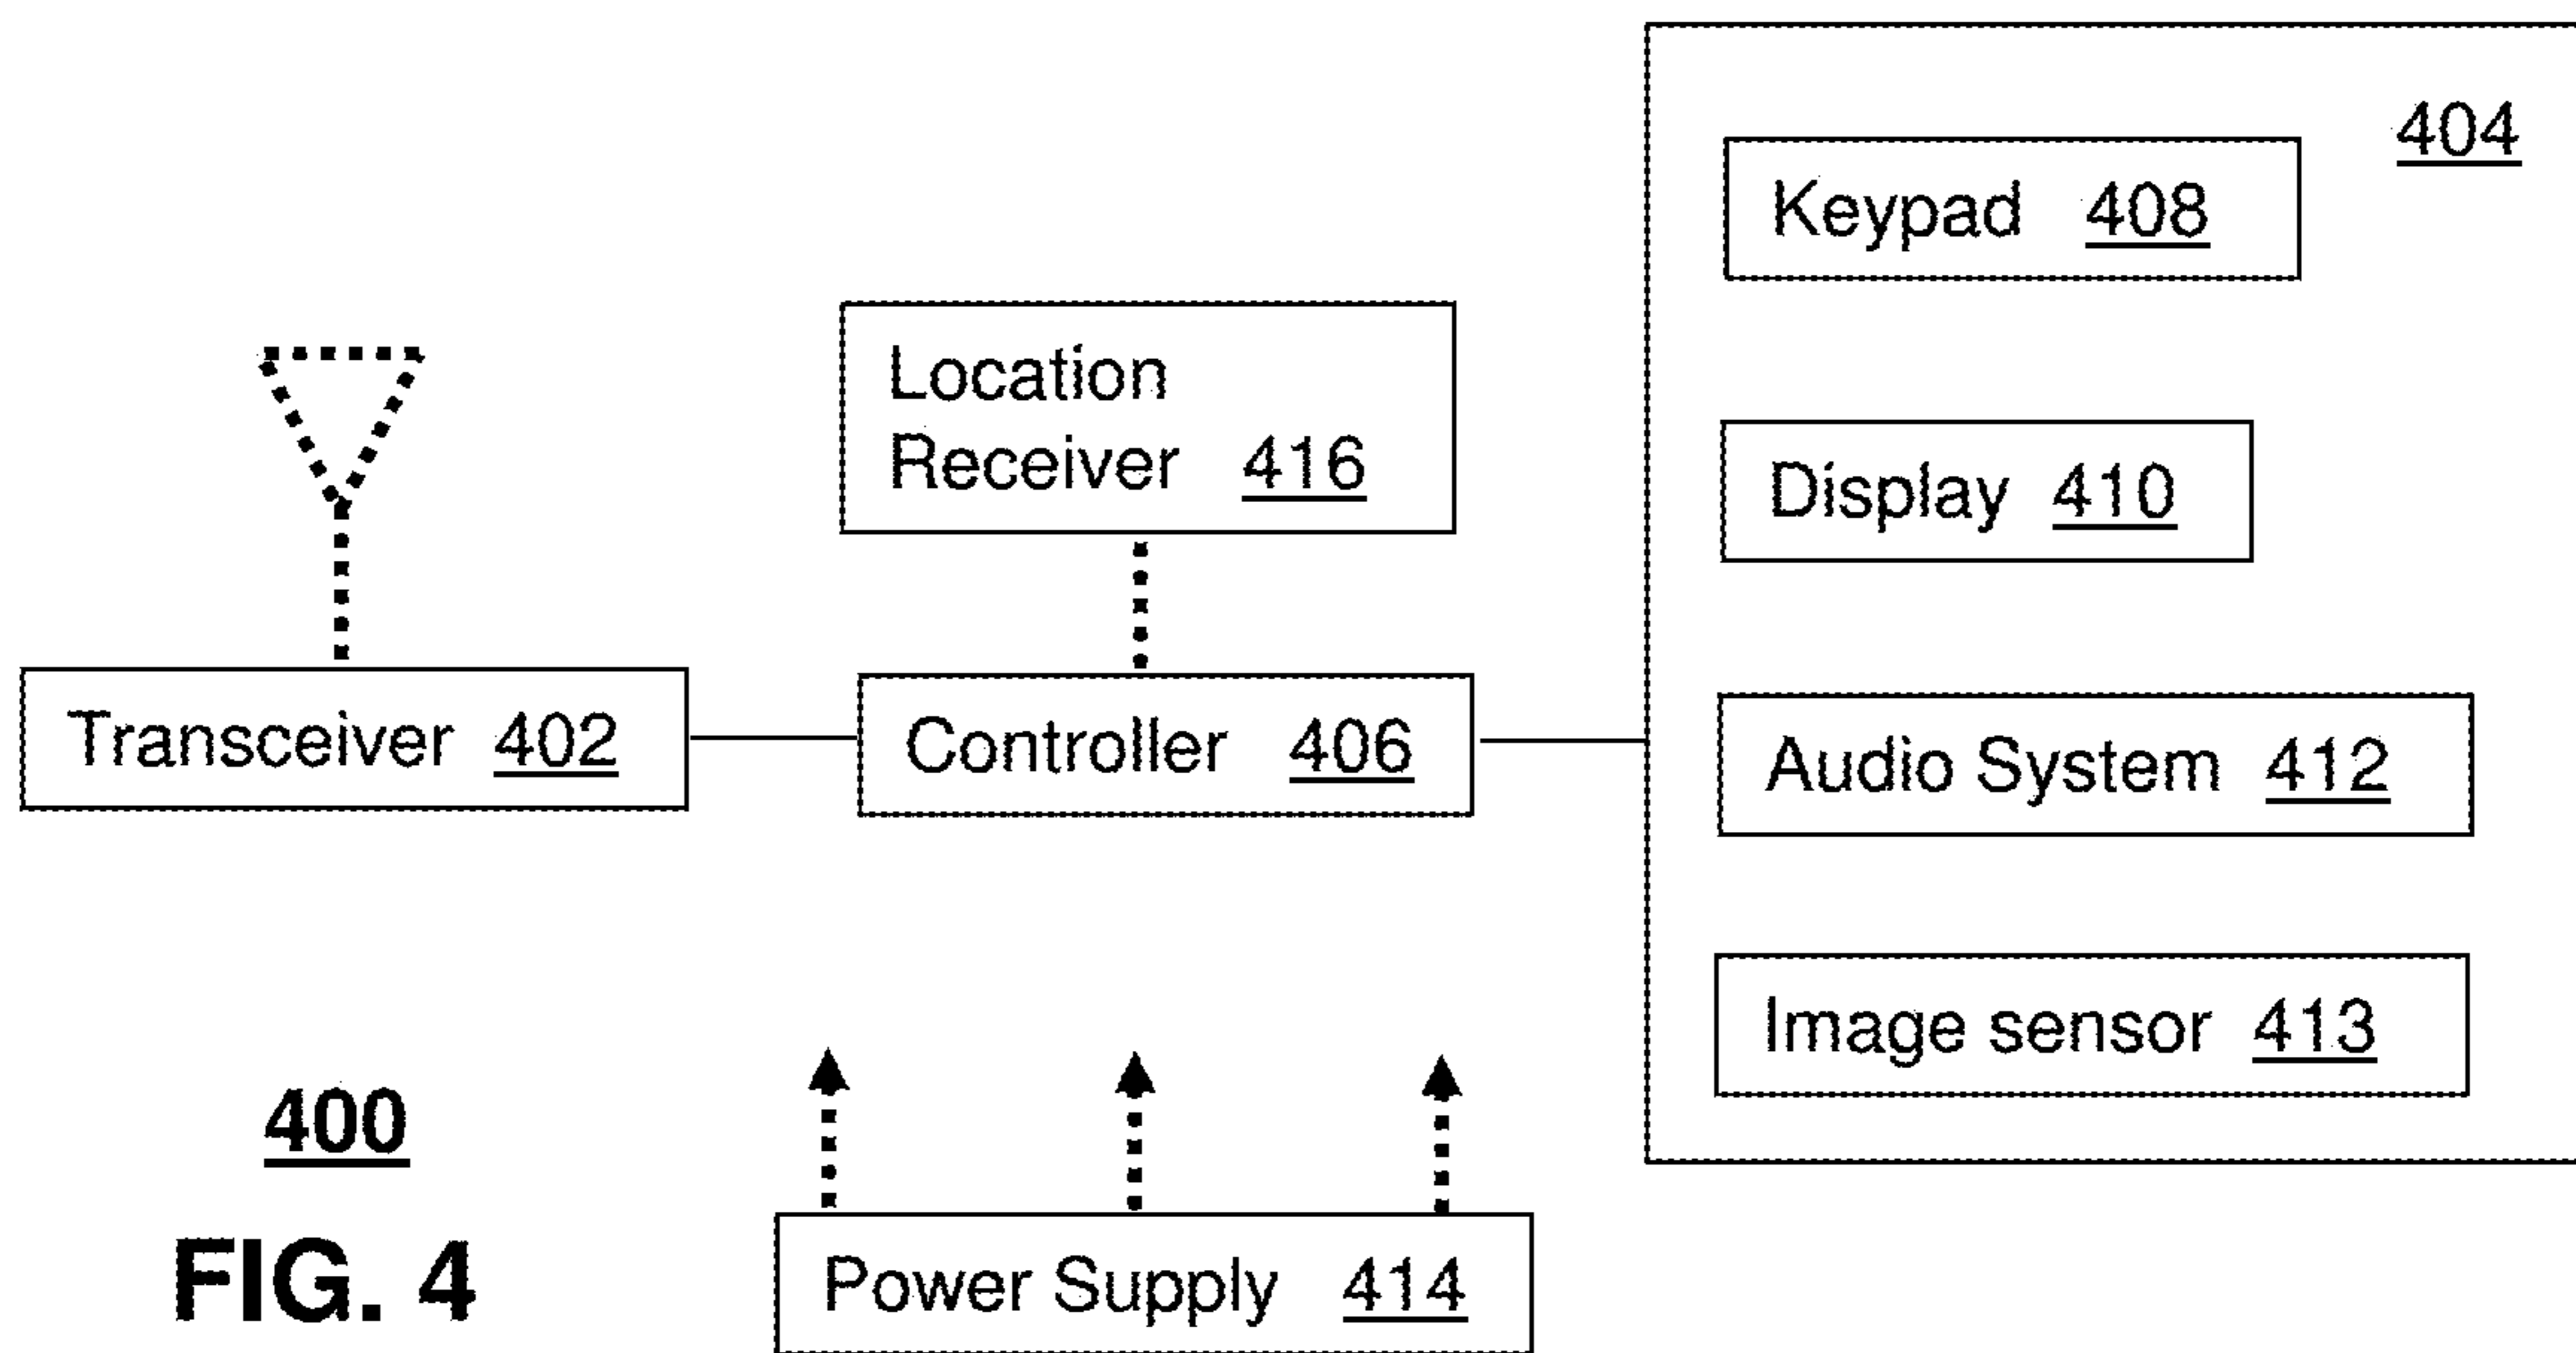 404
Keypad 408
Location
Receiver 416
Display 410
Transceiver 402
Controller 406
Audio System 412
Image sensor 413
400
FIG. 4
Power Supply 414